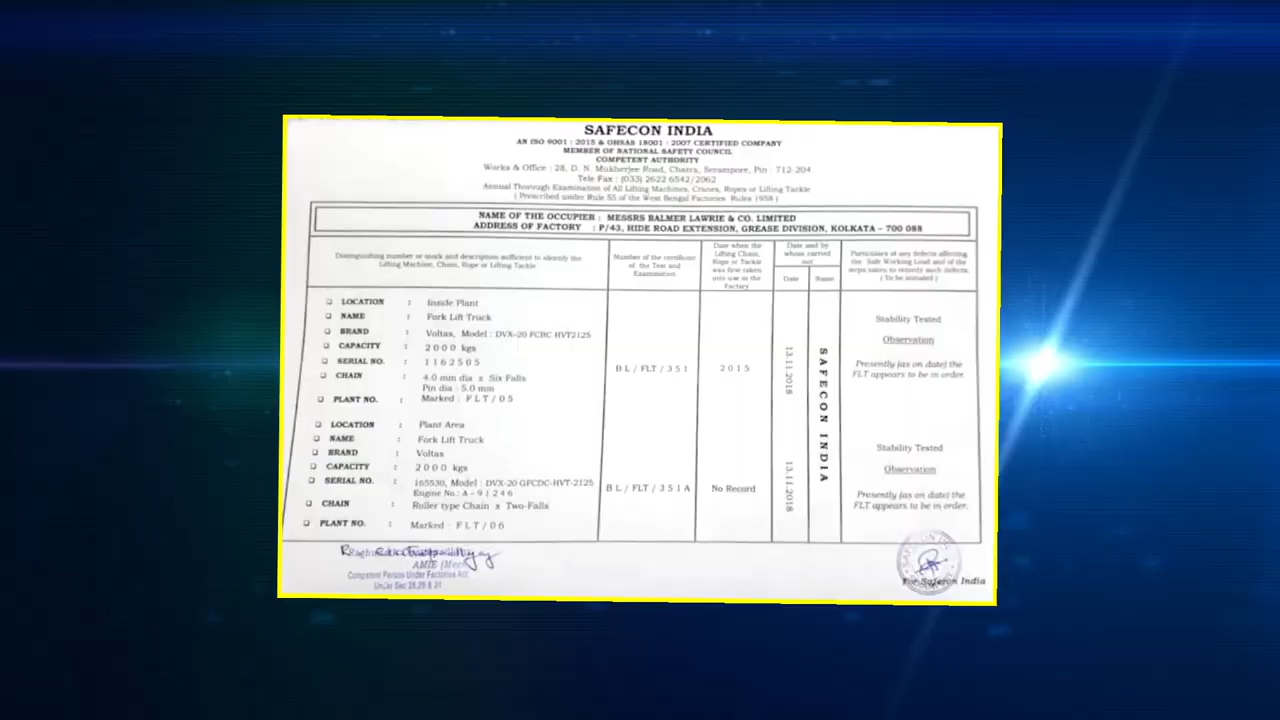 SAFECON INDIA
AN ISO 9001 : 2015 & OHSAS 18001 : 2007 CERTIFIED COMPANY
MEMBER OF NATIONAL SAFETY COUNCIL
COMPETENT AUTHORITY
Works & Office : 28, D. N. Mukherjee Road, Chatra, Serampore, Pin : 712 204
Tele Fax : (033) 2622 6542/2062
Annual Thorough Examination of All Lifting Machines, Cranes, Ropes or Lifting Tackle
( Prescribed under Rule 55 of the West Bengal Factories Rules 1958 )
NAME OF THE OCCUPIER : MESSRS BALMER LAWRIE & CO. LIMITED
ADDRESS OF FACTORY : P/43, HIDE ROAD EXTENSION, GREASE DIVISION, KOLKATA – 700 088
Distinguishing number or mark and description sufficient to identify the
Lifting Machine, Chain, Rope or Lifting Tackle
Number of the certificate
of the Test and
Examination
Date when the
Lifting Chain,
Rope or Tackle
was first taken
into use in the
Factory
Date and by
whom carried
out
Date
Name
Particulars of any defects affecting
the Safe Working Load and of the
steps taken to remedy such defects.
( To be initialed )
LOCATION : Inside Plant
NAME : Fork Lift Truck
BRAND : Voltas, Model : DVX-20 FCBC HVT2125
CAPACITY : 2000 kgs
SERIAL NO. : 1162505
CHAIN : 4.0 mm dia x Six Falls
Pin dia : 5.0 mm
PLANT NO. : Marked : FLT/05
BL/FLT/351
2015
13.11.2018
SAFECON INDIA
Stability Tested
Observation
Presently (as on date) the
FLT appears to be in order.
LOCATION : Plant Area
NAME : Fork Lift Truck
BRAND : Voltas
CAPACITY : 2000 kgs
SERIAL NO. : 165530, Model : DVX-20 GFCDC-HVT-2125
Engine No.: A – 91246
CHAIN : Roller type Chain x Two-Falls
PLANT NO. : Marked : FLT/06
BL/FLT/351A
No Record
13.11.2018
Stability Tested
Observation
Presently (as on date) the
FLT appears to be in order.
AMIE (Mech
Competent Person Under Factories Act
Under Sec 28,29 & 31
For Safecon India